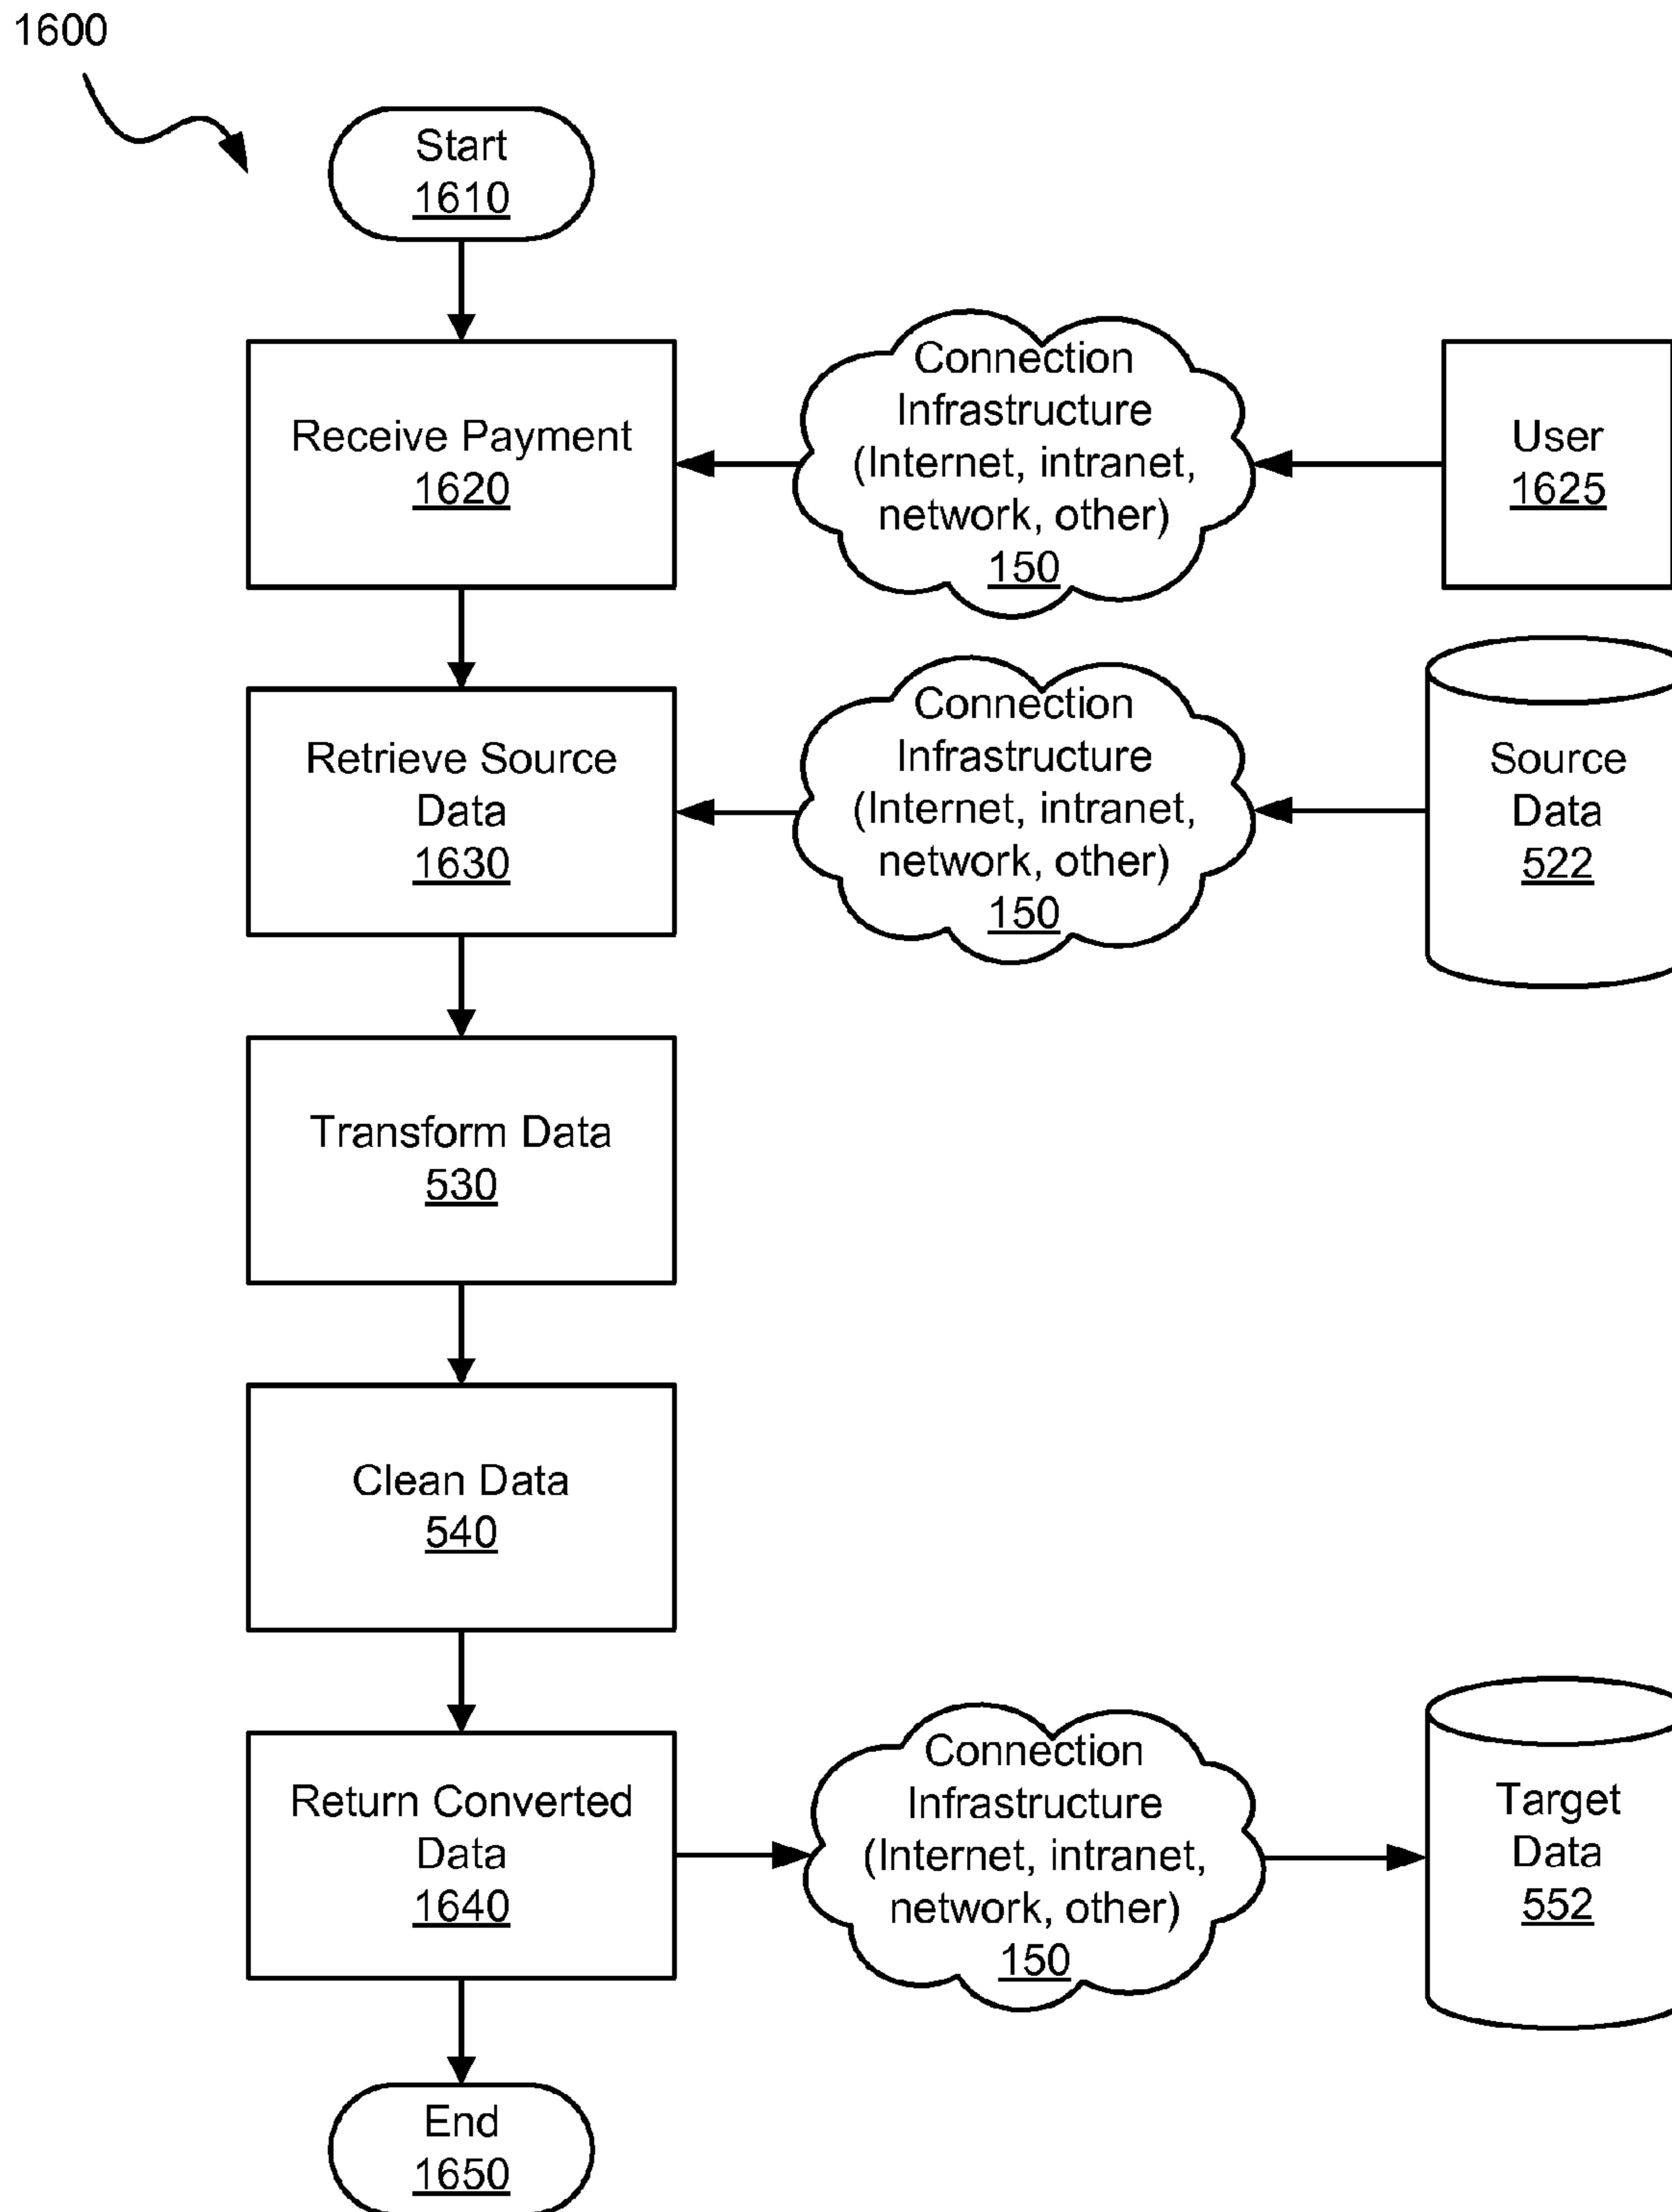 1600
Start
1610
Receive Payment
1620
Connection
Infrastructure
(Internet, intranet,
network, other)
150
User
1625
Retrieve Source
Data
1630
Connection
Infrastructure
(Internet, intranet,
network, other)
150
Source
Data
522
Transform Data
530
Clean Data
540
Return Converted
Data
1640
Connection
Infrastructure
(Internet, intranet,
network, other)
150
Target
Data
552
End
1650